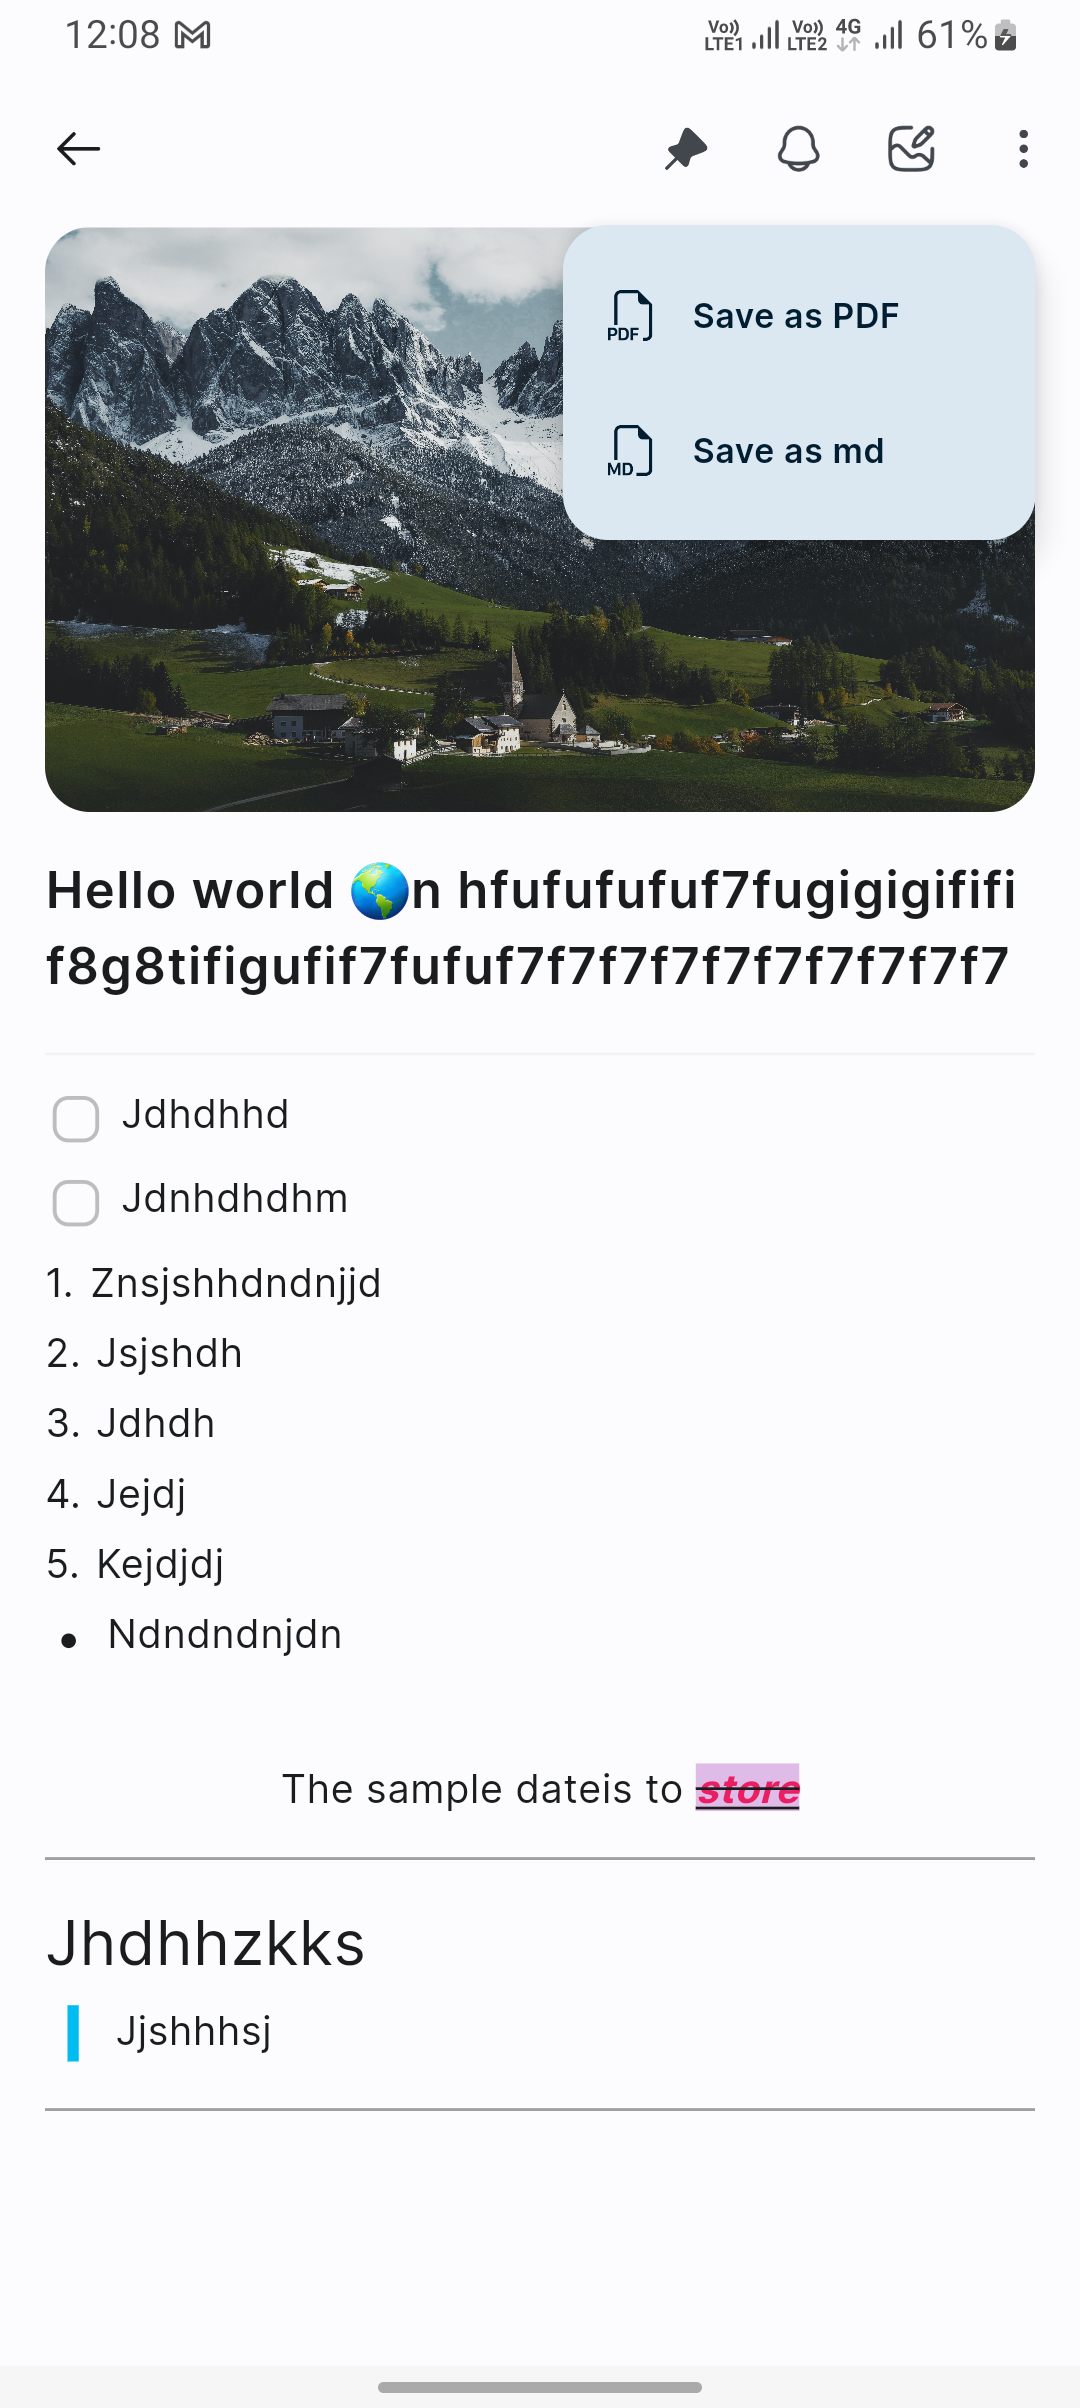 12:08
Vo)) LTE1 Vo)) LTE2 4G 61%
PDF Save as PDF
MD Save as md
Hello world 🌎n hfufufufuf7fugigigififi
f8g8tifigufif7fufuf7f7f7f7f7f7f7f7f7f7
Jdhdhhd
Jdnhdhdhm
1. Znsjshhdndnjjd
2. Jsjshdh
3. Jdhdh
4. Jejdj
5. Kejdjdj
• Ndndndnjdn
The sample dateis to store
Jhdhhzkks
Jjshhhsj